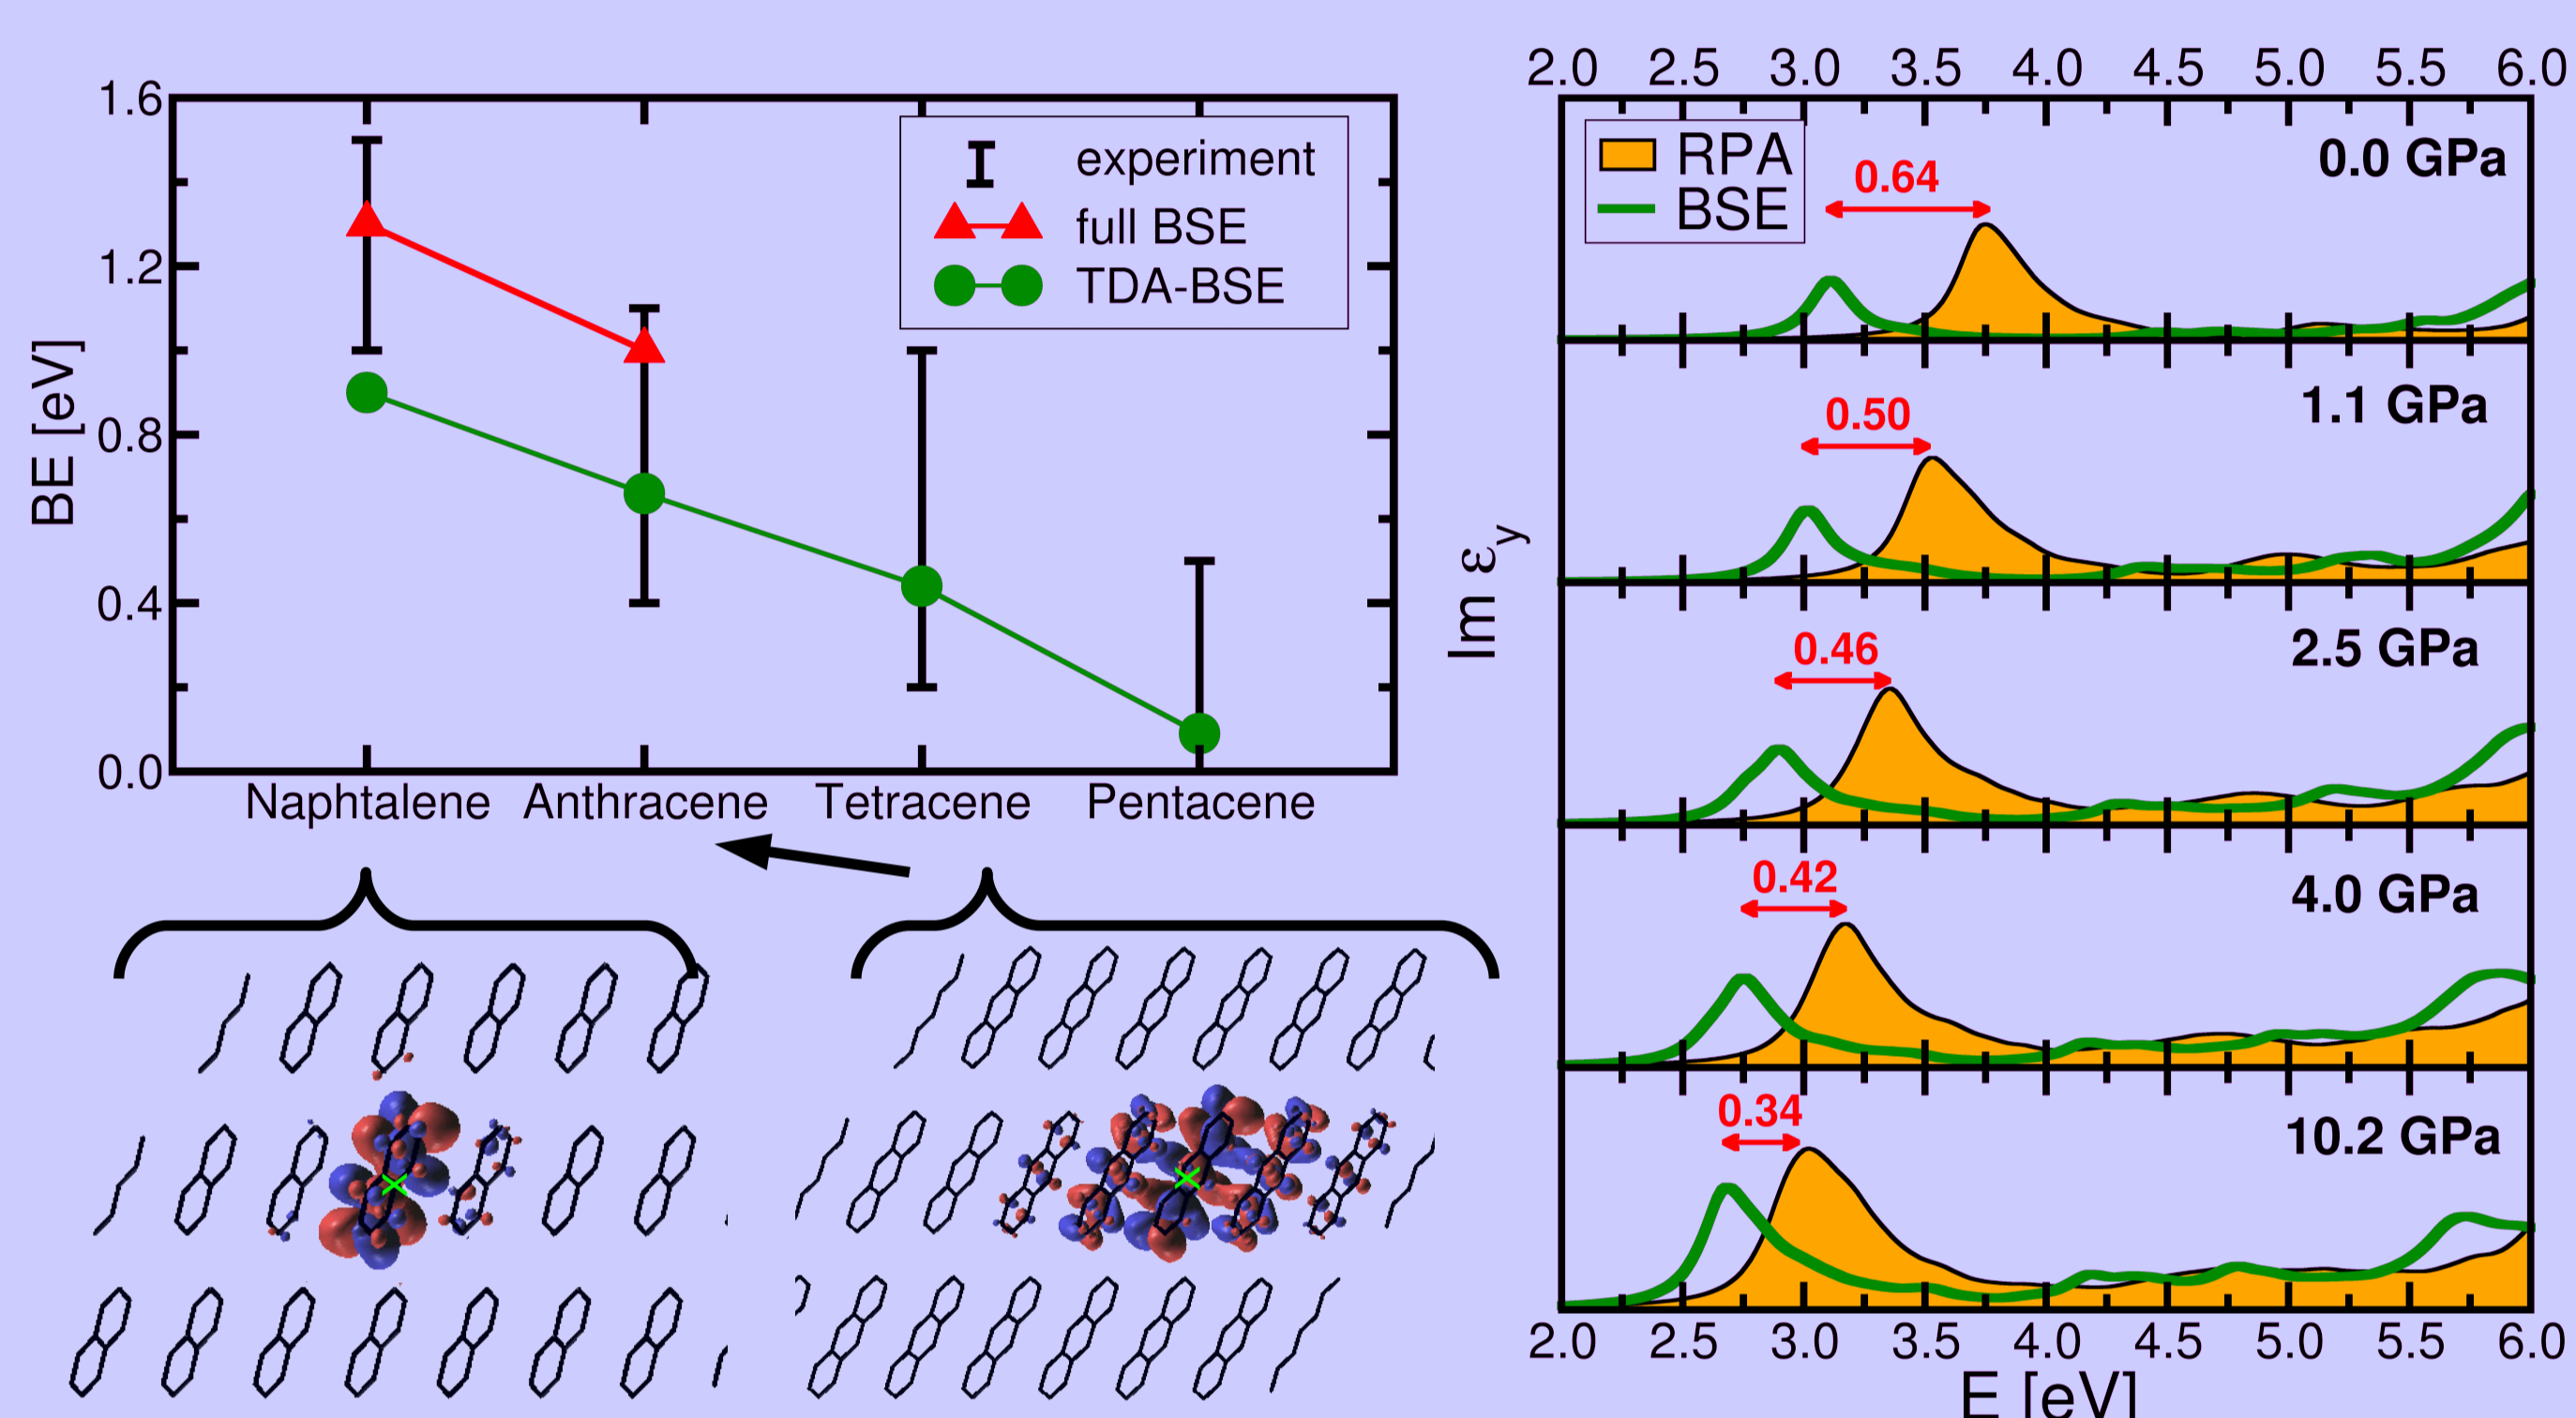 1.6
1.2
0.8
0.4
0.0
BE [eV]
experiment
full BSE
TDA-BSE
Naphtalene Anthracene Tetracene Pentacene
2.0 2.5 3.0 3.5 4.0 4.5 5.0 5.5 6.0
RPA
BSE
0.64
0.0 GPa
0.50
1.1 GPa
Im εy
0.46
2.5 GPa
0.42
4.0 GPa
0.34
10.2 GPa
2.0 2.5 3.0 3.5 4.0 4.5 5.0 5.5 6.0
E [eV]